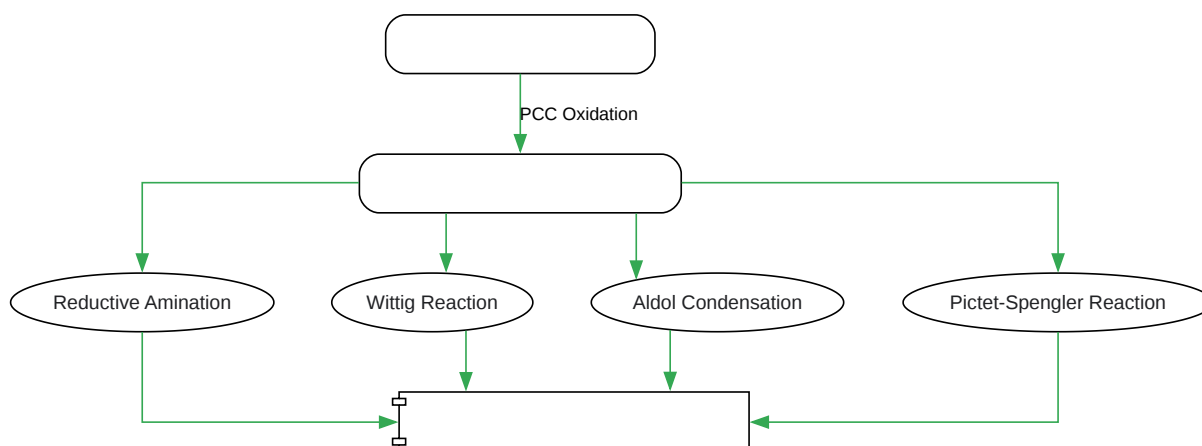 PCC Oxidation
Reductive Amination
Wittig Reaction
Aldol Condensation
Pictet-Spengler Reaction